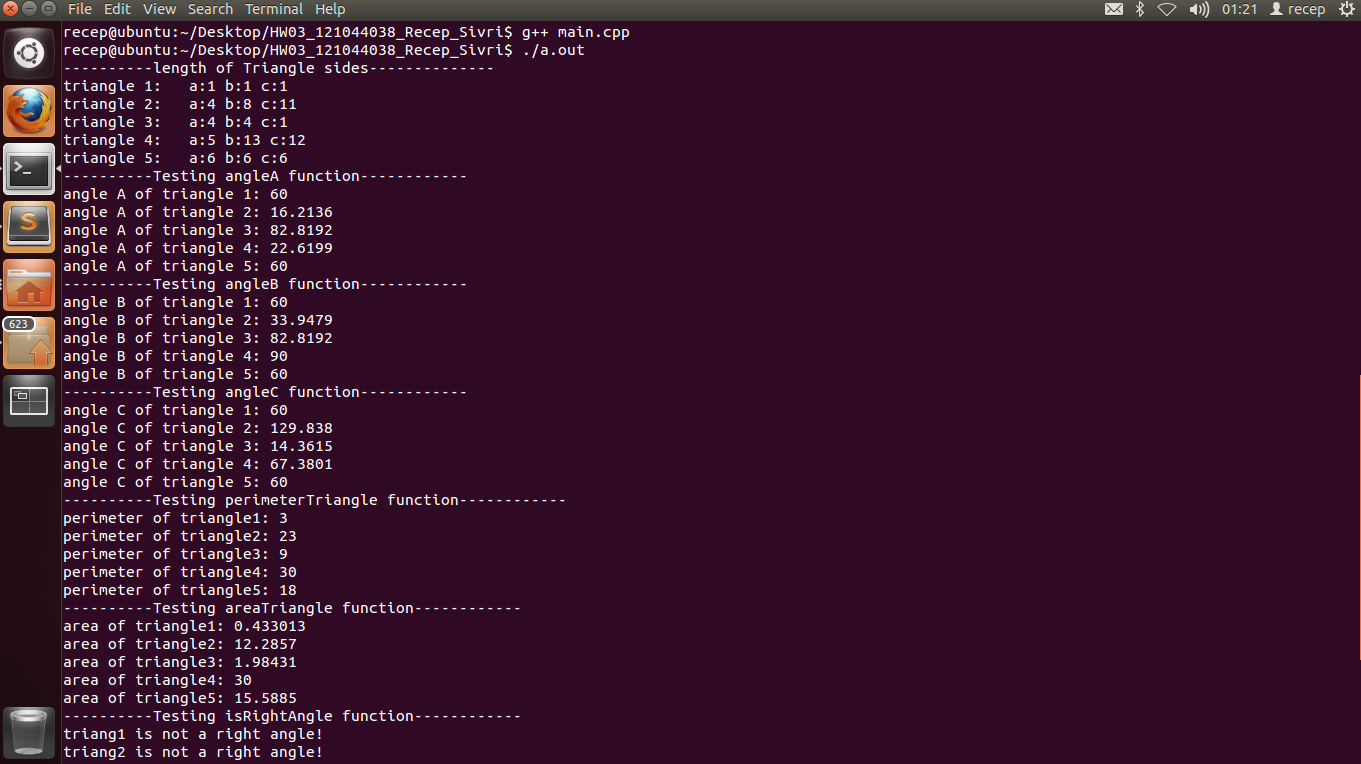 File Edit View Search Terminal Help 01:21 recep
recep@ubuntu:~/Desktop/HW03_121044038_Recep_Sivri$ g++ main.cpp
recep@ubuntu:~/Desktop/HW03_121044038_Recep_Sivri$ ./a.out
----------length of Triangle sides--------------
triangle 1:   a:1 b:1 c:1
triangle 2:   a:4 b:8 c:11
triangle 3:   a:4 b:4 c:1
triangle 4:   a:5 b:13 c:12
triangle 5:   a:6 b:6 c:6
----------Testing angleA function------------
angle A of triangle 1: 60
angle A of triangle 2: 16.2136
angle A of triangle 3: 82.8192
angle A of triangle 4: 22.6199
angle A of triangle 5: 60
----------Testing angleB function------------
angle B of triangle 1: 60
angle B of triangle 2: 33.9479
angle B of triangle 3: 82.8192
angle B of triangle 4: 90
angle B of triangle 5: 60
----------Testing angleC function------------
angle C of triangle 1: 60
angle C of triangle 2: 129.838
angle C of triangle 3: 14.3615
angle C of triangle 4: 67.3801
angle C of triangle 5: 60
----------Testing perimeterTriangle function------------
perimeter of triangle1: 3
perimeter of triangle2: 23
perimeter of triangle3: 9
perimeter of triangle4: 30
perimeter of triangle5: 18
----------Testing areaTriangle function------------
area of triangle1: 0.433013
area of triangle2: 12.2857
area of triangle3: 1.98431
area of triangle4: 30
area of triangle5: 15.5885
----------Testing isRightAngle function------------
triang1 is not a right angle!
triang2 is not a right angle!
623